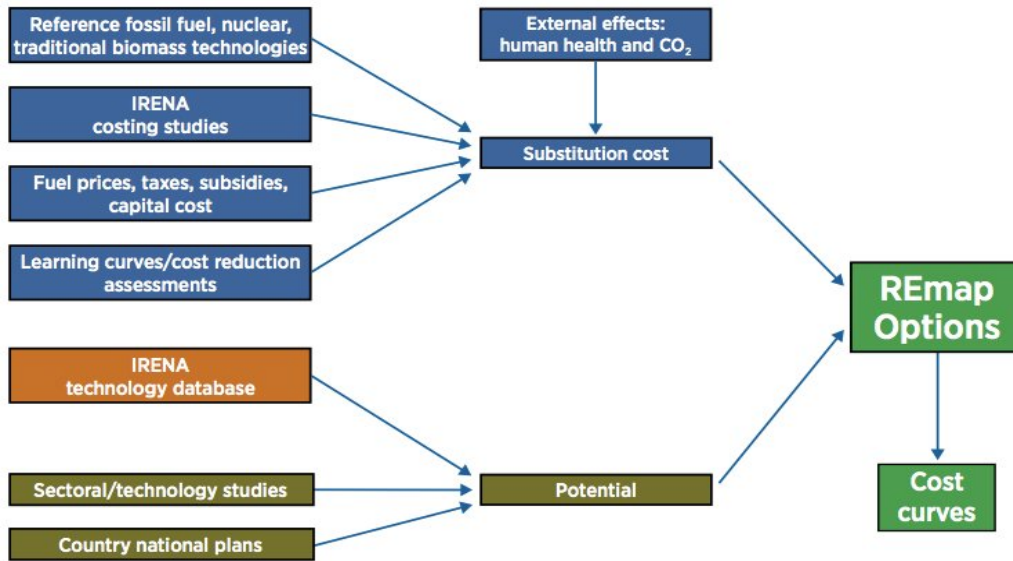 Reference fossil fuel, nuclear,
traditional biomass technologies
External effects:
human health and CO₂
IRENA
costing studies
Substitution cost
Fuel prices, taxes, subsidies,
capital cost
Learning curves/cost reduction
assessments
REmap
Options
IRENA
technology database
Sectoral/technology studies
Potential
Cost
curves
Country national plans